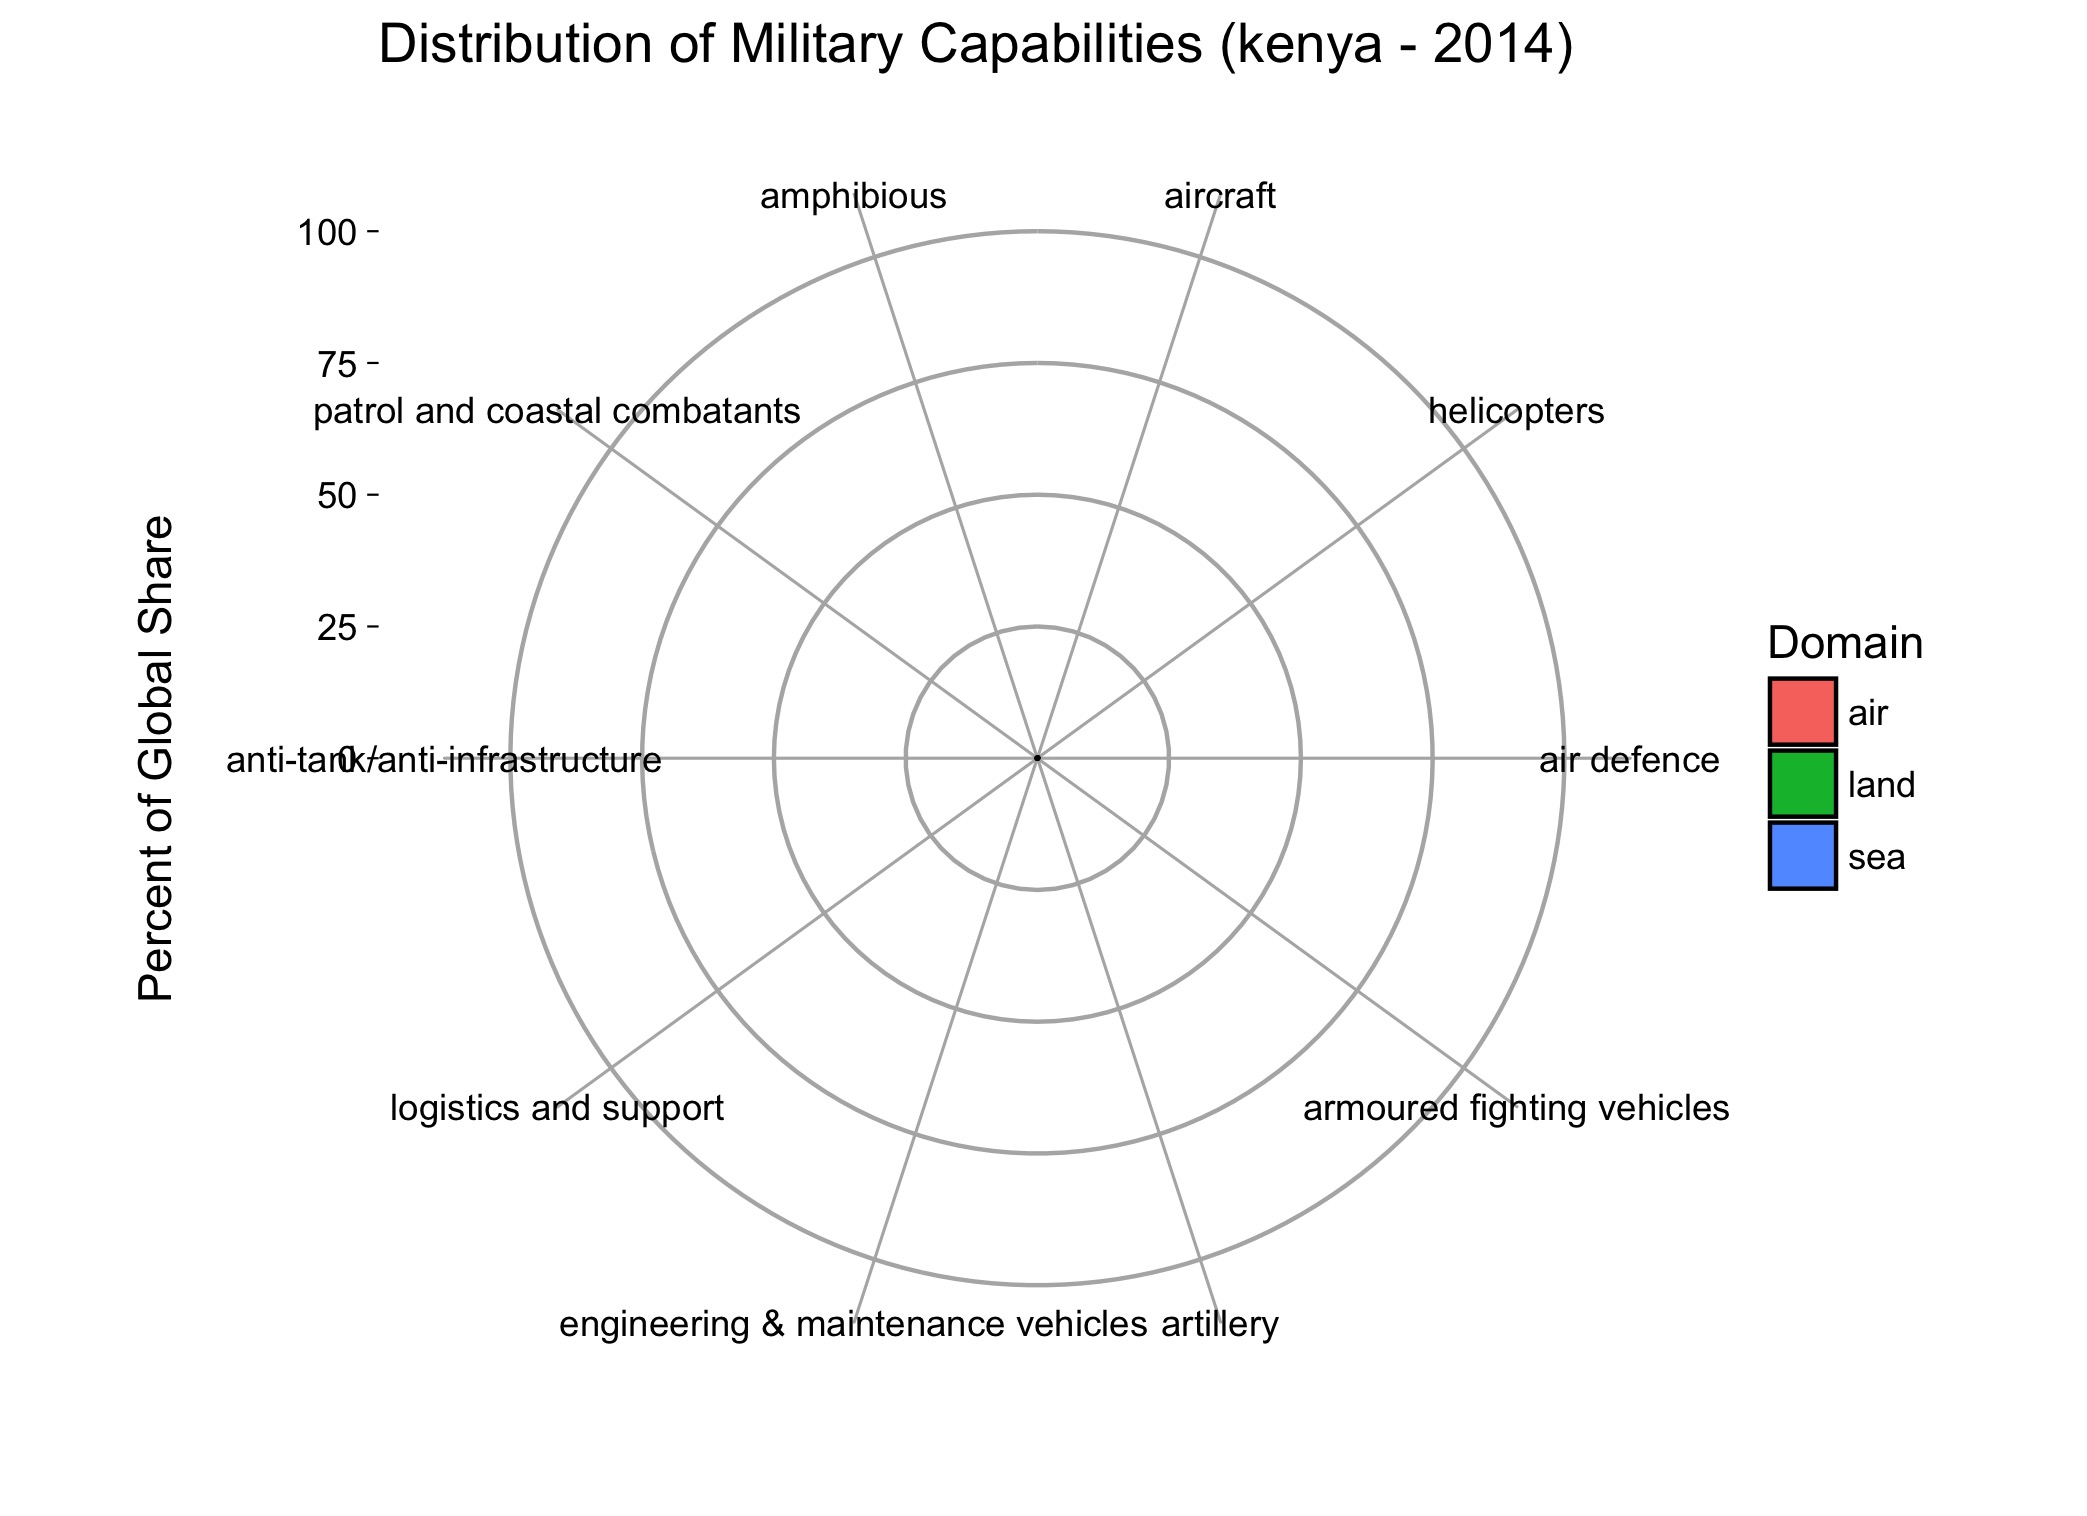 Distribution of Military Capabilities (kenya - 2014)
amphibious
aircraft
100
75
patrol and coastal combatants
helicopters
50
25
Percent of Global Share
anti-tank/anti-infrastructure
0
air defence
Domain
air
land
sea
logistics and support
armoured fighting vehicles
engineering & maintenance vehicles
artillery